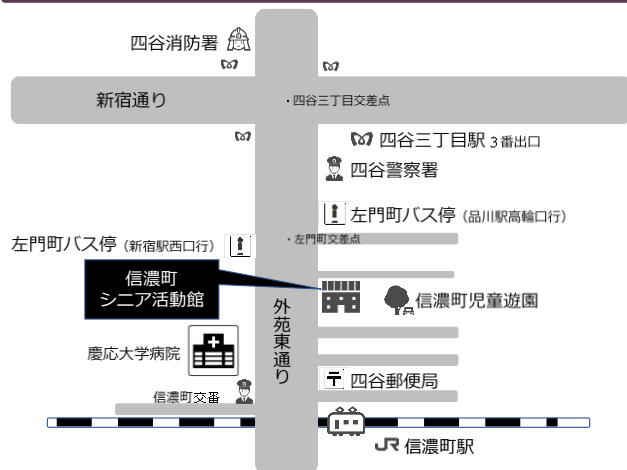 四谷消防署
新宿通り
・四谷三丁目交差点
四谷三丁目駅 3番出口
四谷警察署
左門町バス停（品川駅高輪口行）
左門町バス停（新宿駅西口行）
・左門町交差点
信濃町
シニア活動館
外苑東通り
信濃町児童遊園
慶応大学病院
〒 四谷郵便局
信濃町交番
JR 信濃町駅